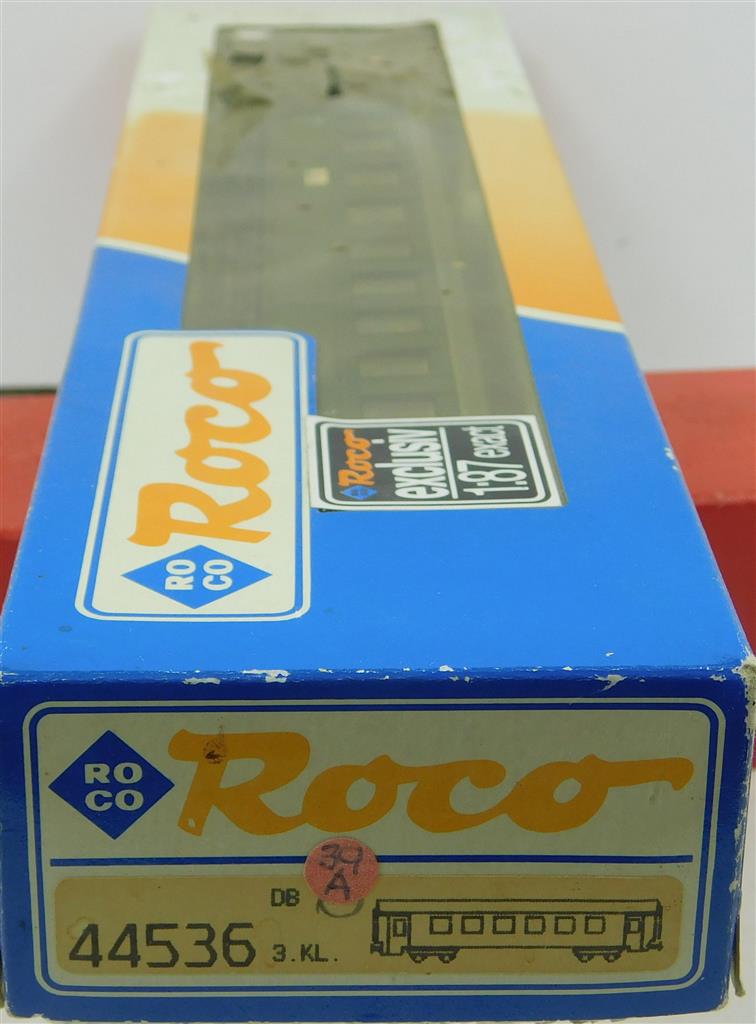 Roco
RO
CO
Roco
exclusiv
1:87 exact
RO
CO
Roco
39
A
DB
44536 3.KL.